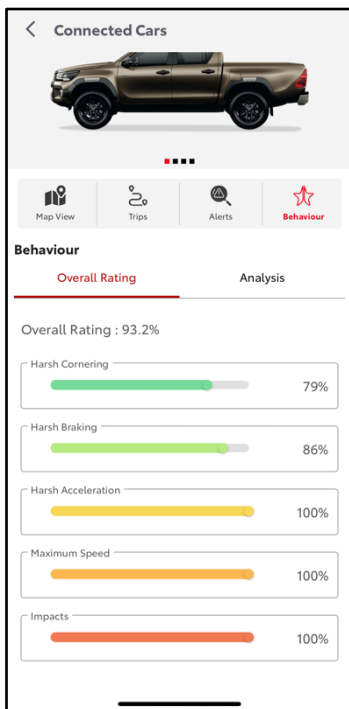 Connected Cars
Map View
Trips
Alerts
Behaviour
Behaviour
Overall Rating
Analysis
Overall Rating : 93.2%
Harsh Cornering
79%
Harsh Braking
86%
Harsh Acceleration
100%
Maximum Speed
100%
Impacts
100%